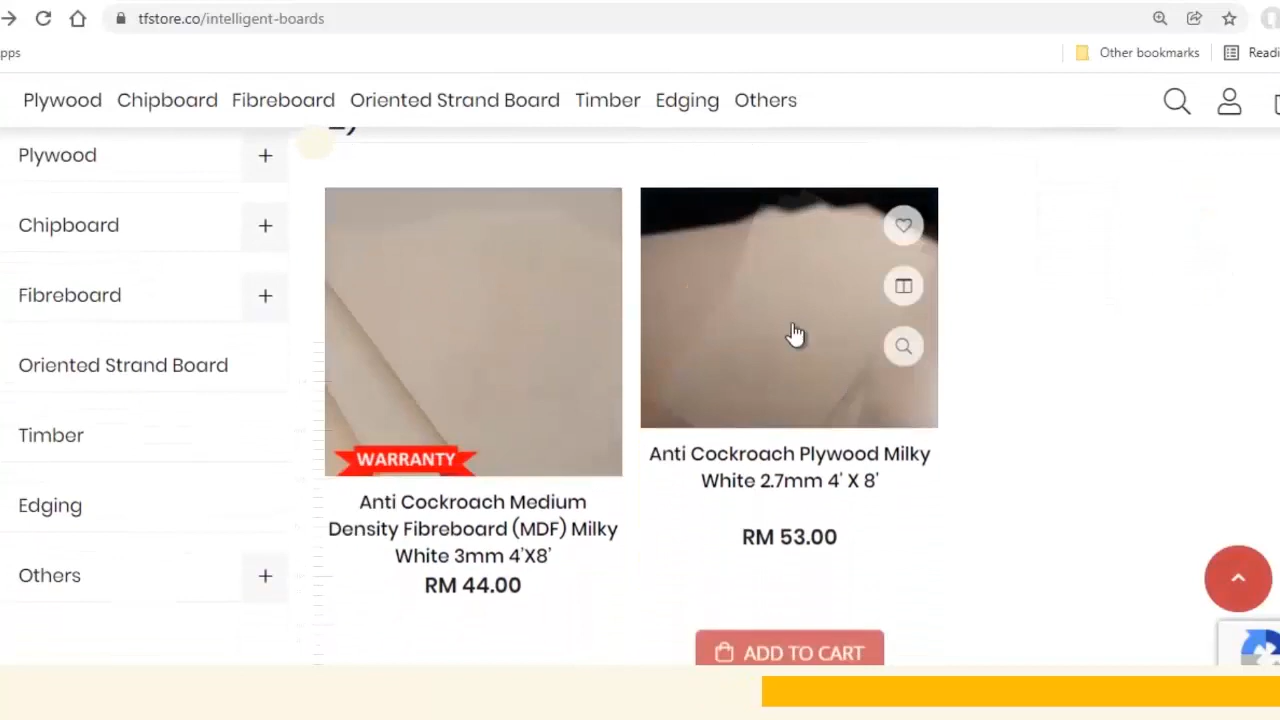 tfstore.co/intelligent-boards
Other bookmarks
Plywood Chipboard Fibreboard Oriented Strand Board Timber Edging Others
Plywood +
Chipboard +
Fibreboard +
Oriented Strand Board
Timber
Edging
Others +
WARRANTY
Anti Cockroach Medium
Density Fibreboard (MDF) Milky
White 3mm 4'X8'
RM 44.00
Anti Cockroach Plywood Milky
White 2.7mm 4' X 8'
RM 53.00
ADD TO CART